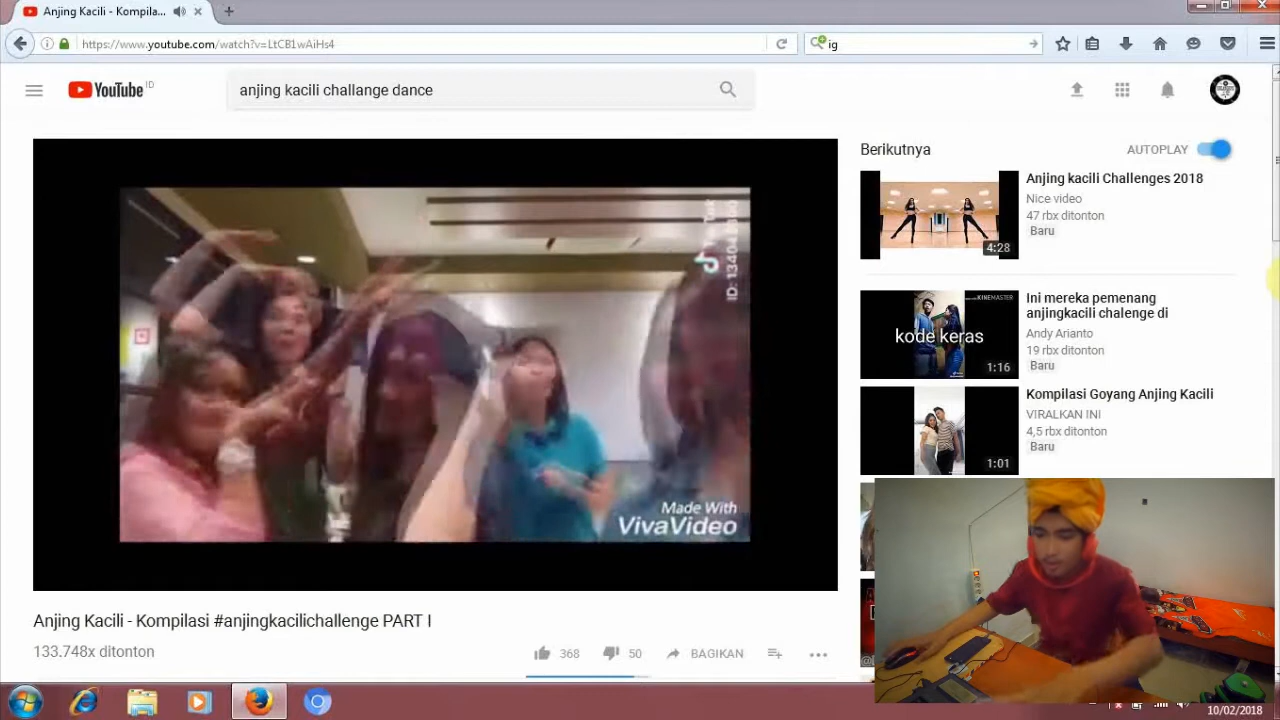 Anjing Kacili - Kompila...
https://www.youtube.com/watch?v=LtCB1wAiHs4
ig
YouTube ID
anjing kacili challange dance
Berikutnya
AUTOPLAY
Anjing kacili Challenges 2018
Nice video
47 rbx ditonton
Baru
4:28
Ini mereka pemenang
anjingkacili chalenge di
Andy Arianto
19 rbx ditonton
Baru
KINEMASTER
kode keras
1:16
Kompilasi Goyang Anjing Kacili
VIRALKAN INI
4,5 rbx ditonton
Baru
1:01
Made With
VivaVideo
Anjing Kacili - Kompilasi #anjingkacilichallenge PART I
133.748x ditonton
368
50
BAGIKAN
10/02/2018